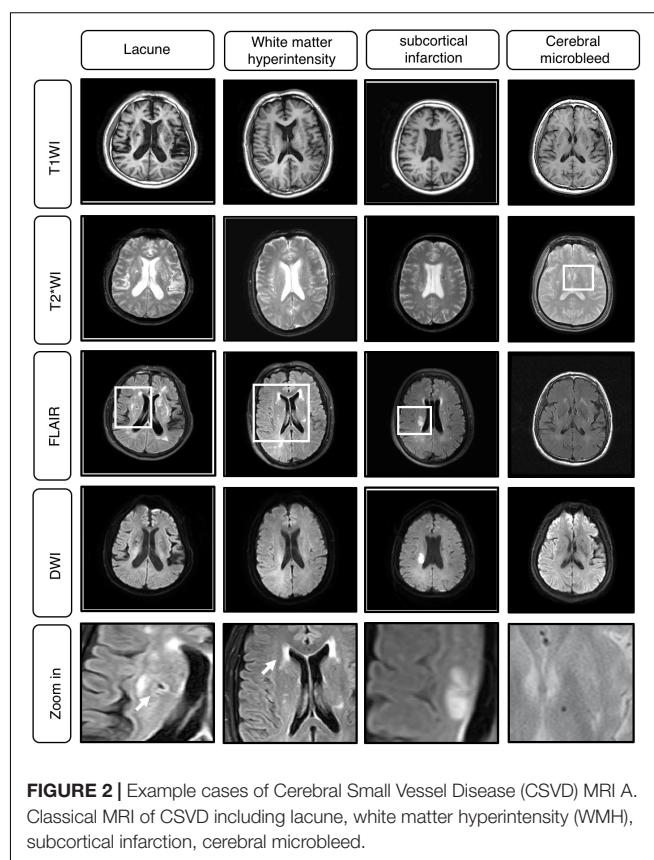 Lacune
White matter
hyperintensity
subcortical
infarction
Cerebral
microbleed
T1WI
T2*WI
FLAIR
DWI
Zoom in
FIGURE 2 | Example cases of Cerebral Small Vessel Disease (CSVD) MRI A.
Classical MRI of CSVD including lacune, white matter hyperintensity (WMH),
subcortical infarction, cerebral microbleed.